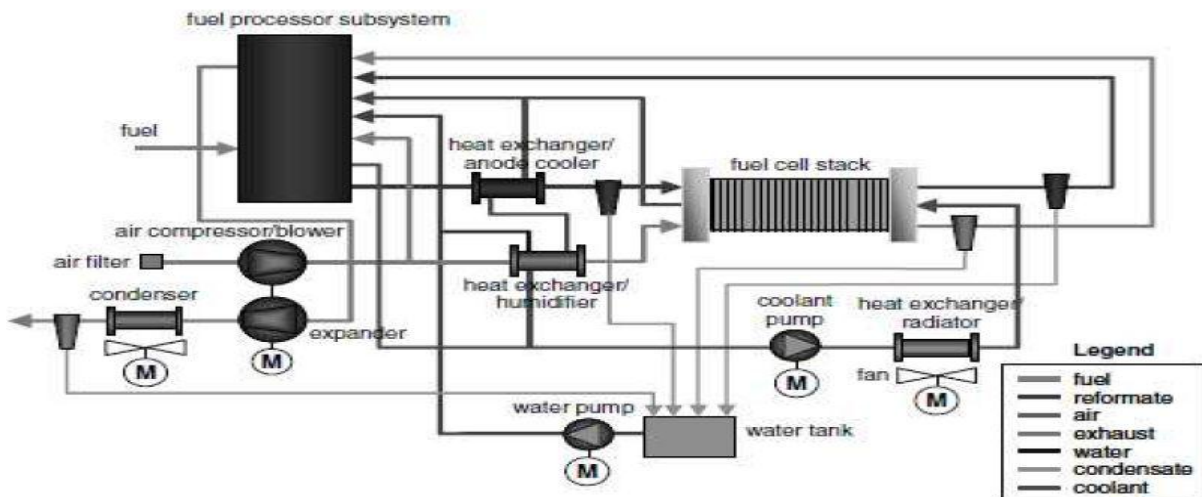 fuel processor subsystem
fuel
heat exchanger/
anode cooler
fuel cell stack
air compressor/blower
air filter
heat exchanger/
humidifier
condenser
expander
coolant
pump
heat exchanger/
radiator
M
M
M
fan
M
water pump
water tank
M
Legend
fuel
reformate
air
exhaust
water
condensate
coolant